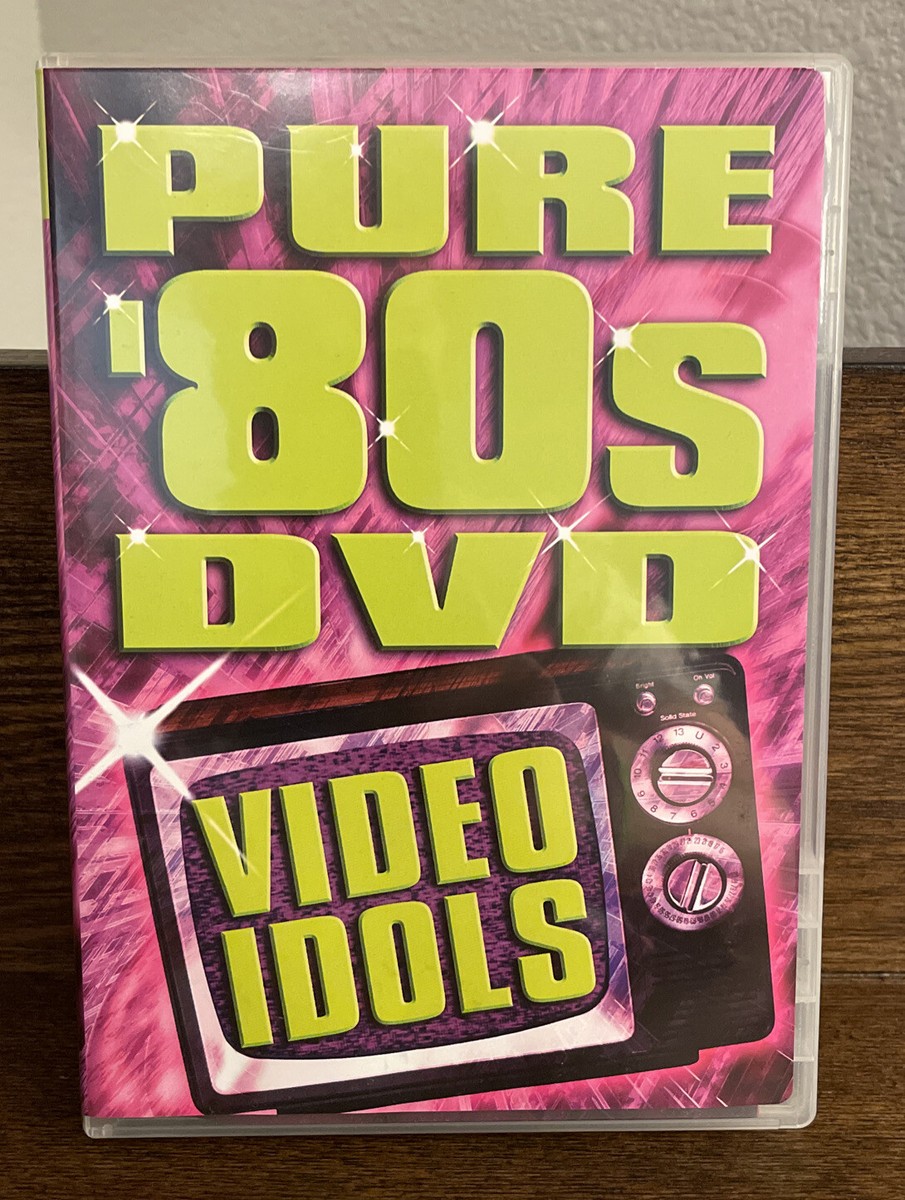 PURE
'80S
DVD
Bright
On Vol
Solid State
VIDEO
IDOLS